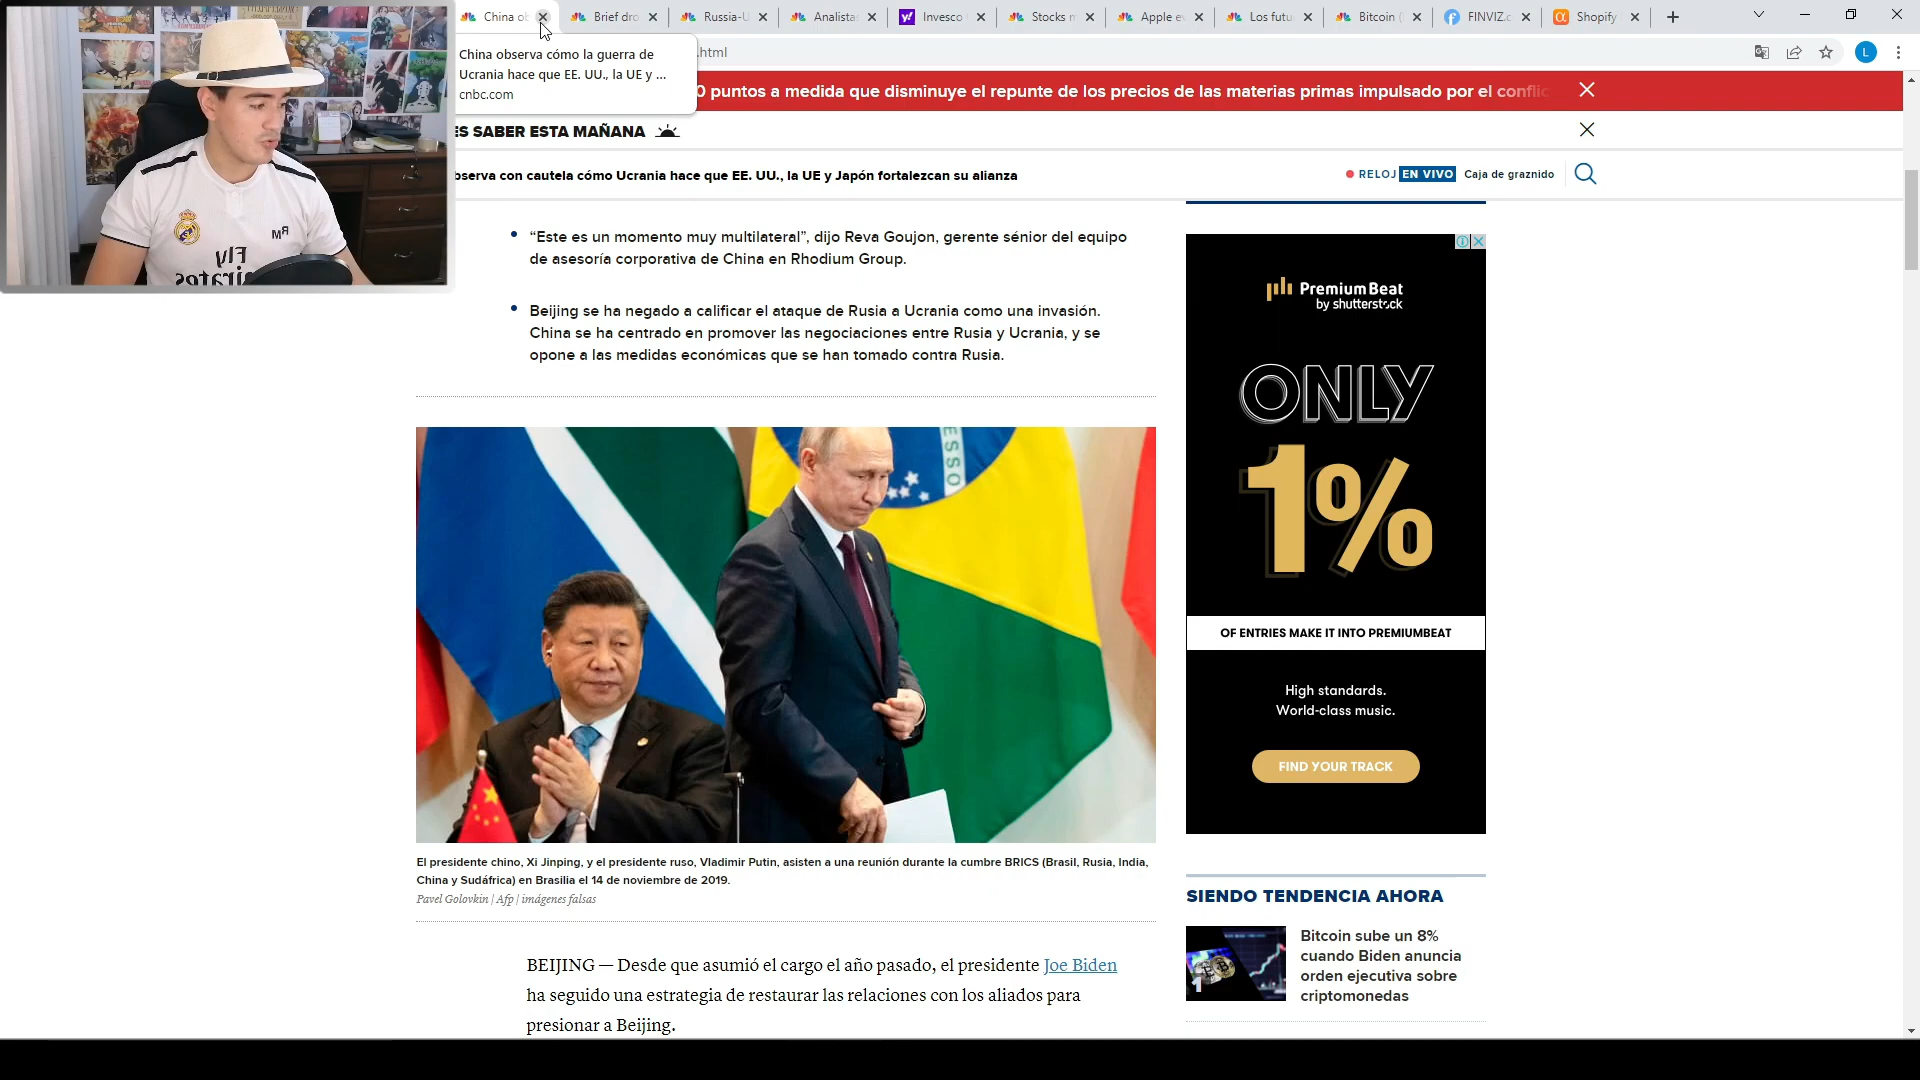 China ob
Brief dro
Russia-U
Analista
Invesco
Stocks m
Apple ev
Los futu
Bitcoin (
FINVIZ.c
Shopify
China observa cómo la guerra de
Ucrania hace que EE. UU., la UE y ...
cnbc.com
.html
L
0 puntos a medida que disminuye el repunte de los precios de las materias primas impulsado por el conflic
ES SABER ESTA MAÑANA
bserva con cautela cómo Ucrania hace que EE. UU., la UE y Japón fortalezcan su alianza
RELOJ EN VIVO
Caja de graznido
“Este es un momento muy multilateral”, dijo Reva Goujon, gerente sénior del equipo
de asesoría corporativa de China en Rhodium Group.
Beijing se ha negado a calificar el ataque de Rusia a Ucrania como una invasión.
China se ha centrado en promover las negociaciones entre Rusia y Ucrania, y se
opone a las medidas económicas que se han tomado contra Rusia.
ESSO
El presidente chino, Xi Jinping, y el presidente ruso, Vladimir Putin, asisten a una reunión durante la cumbre BRICS (Brasil, Rusia, India,
China y Sudáfrica) en Brasilia el 14 de noviembre de 2019.
Pavel Golovkin | Afp | imágenes falsas
BEIJING — Desde que asumió el cargo el año pasado, el presidente Joe Biden
ha seguido una estrategia de restaurar las relaciones con los aliados para
presionar a Beijing.
PremiumBeat
by shutterstock
ONLY
1%
OF ENTRIES MAKE IT INTO PREMIUMBEAT
High standards.
World-class music.
FIND YOUR TRACK
SIENDO TENDENCIA AHORA
1
Bitcoin sube un 8%
cuando Biden anuncia
orden ejecutiva sobre
criptomonedas
Fly
Emirates
RM